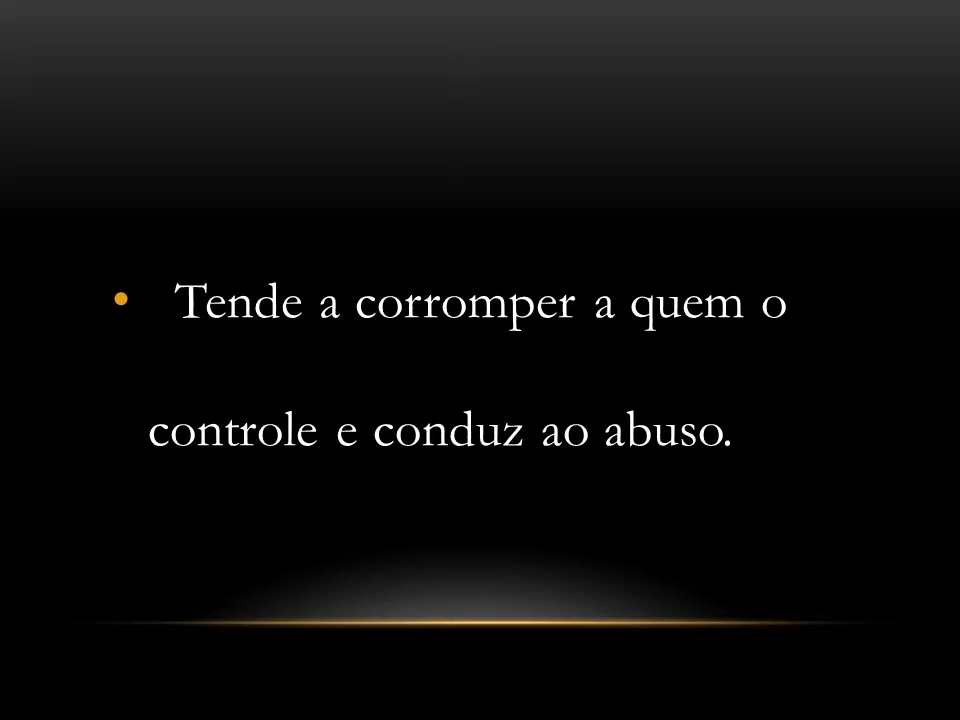 • Tende a corromper a quem o
controle e conduz ao abuso.